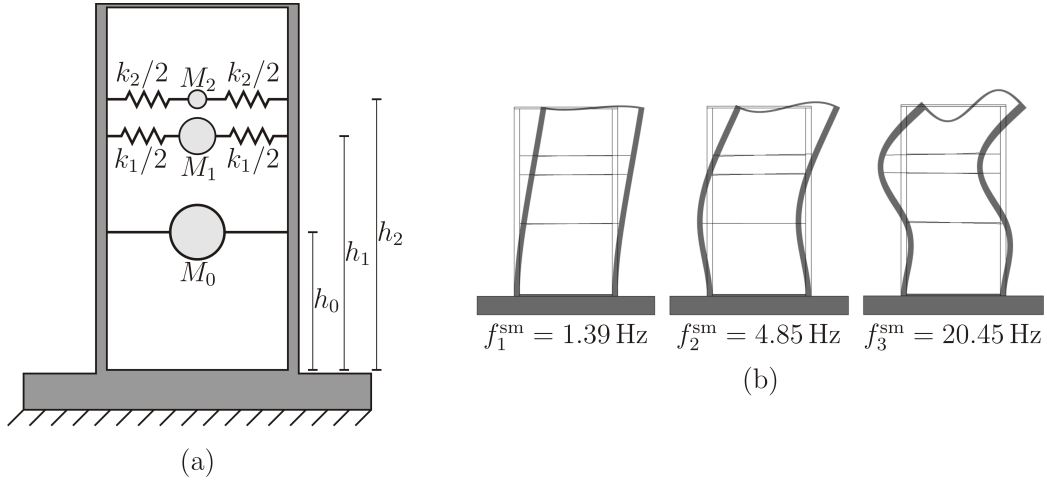 k₂/2 M₂ k₂/2
k₁/2 M₁ k₁/2
M₀
h₀
h₁
h₂
(a)
f₁ˢᵐ = 1.39 Hz
f₂ˢᵐ = 4.85 Hz
f₃ˢᵐ = 20.45 Hz
(b)